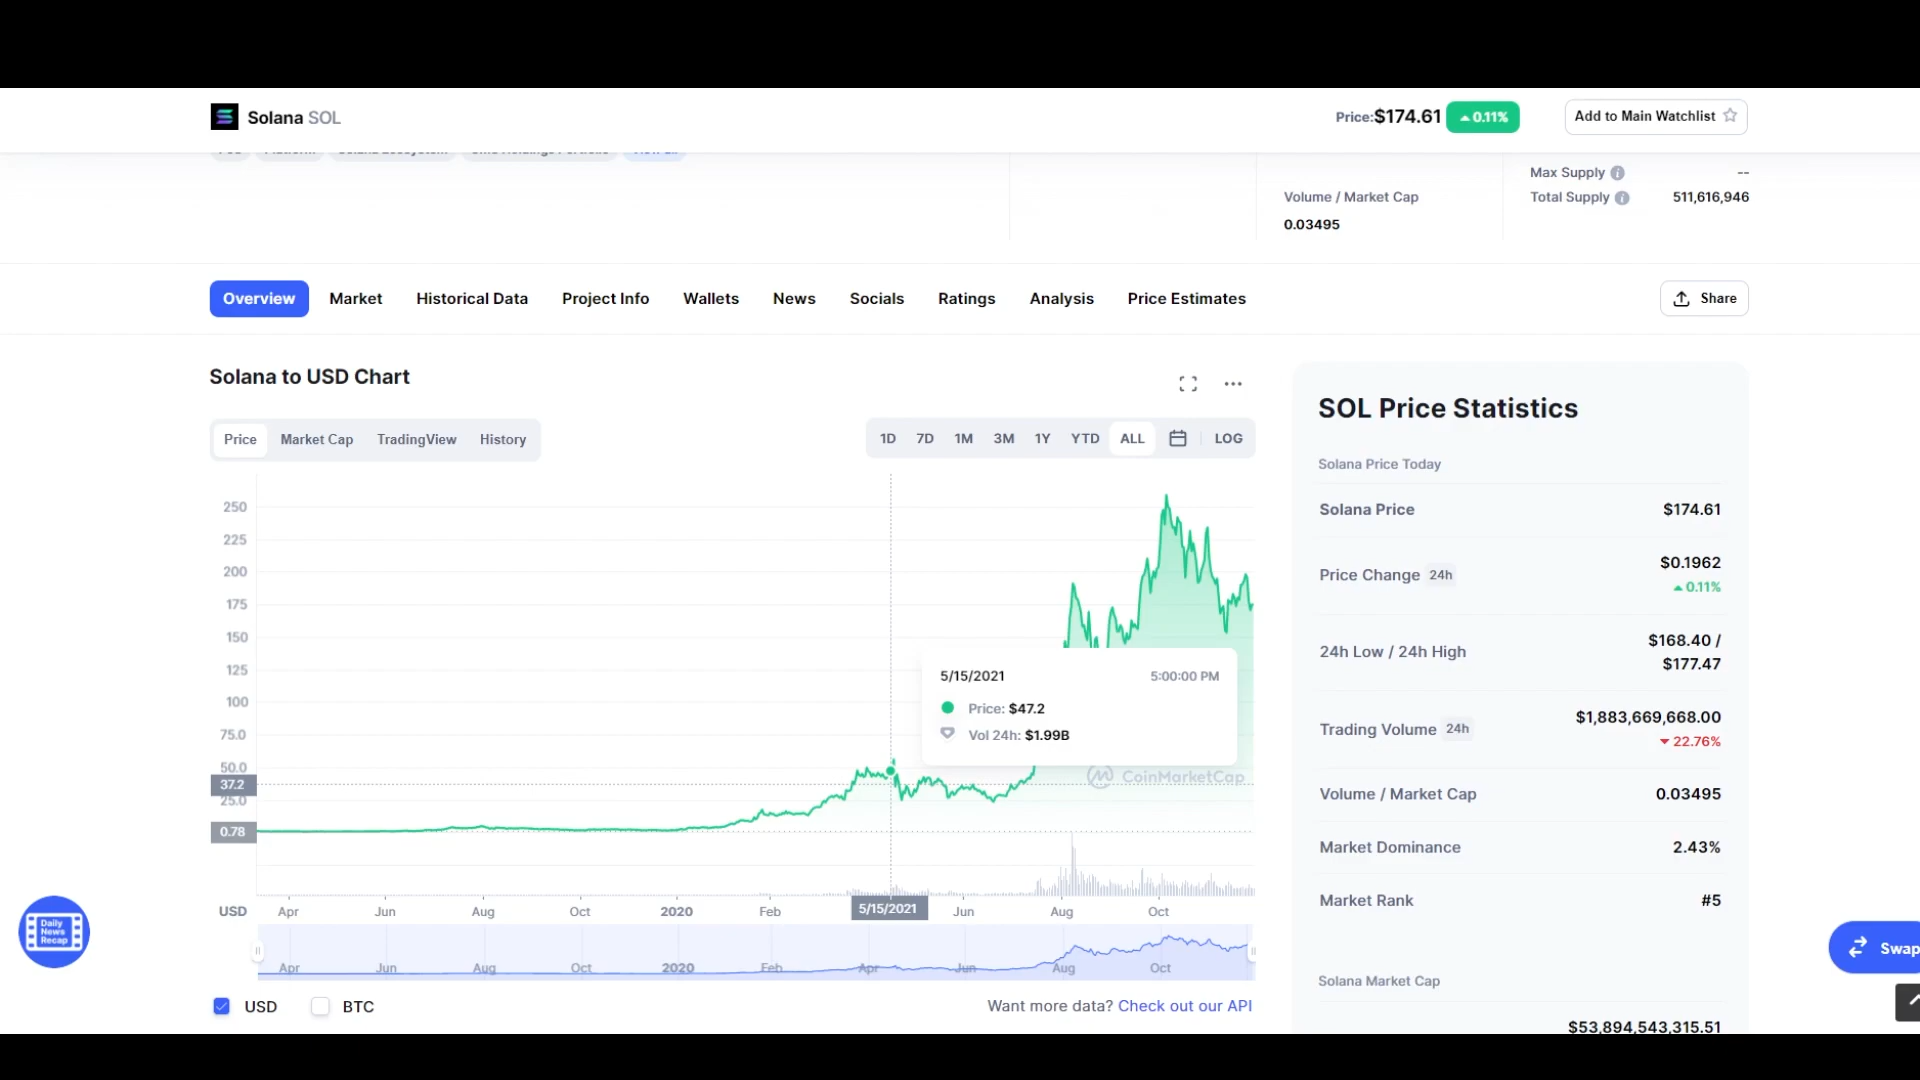 Solana SOL
Price:$174.61 0.11%
Add to Main Watchlist
Max Supply --
Volume / Market Cap
Total Supply 511,616,946
0.03495
Overview Market Historical Data Project Info Wallets News Socials Ratings Analysis Price Estimates
Share
Solana to USD Chart
Price Market Cap TradingView History
1D 7D 1M 3M 1Y YTD ALL LOG
250
225
200
175
150
125
100
75.0
50.0
37.2
25.0
0.78
5/15/2021 5:00:00 PM
Price: $47.2
Vol 24h: $1.99B
CoinMarketCap
USD Apr Jun Aug Oct 2020 Feb 5/15/2021 Jun Aug Oct
Apr Jun Aug Oct 2020 Feb Apr Jun Aug Oct
USD BTC
Want more data? Check out our API
SOL Price Statistics
Solana Price Today
Solana Price $174.61
Price Change 24h $0.1962
0.11%
24h Low / 24h High $168.40 /
$177.47
Trading Volume 24h $1,883,669,668.00
22.76%
Volume / Market Cap 0.03495
Market Dominance 2.43%
Market Rank #5
Solana Market Cap
$53,894,543,315.51
Daily
News
Recap
Swap